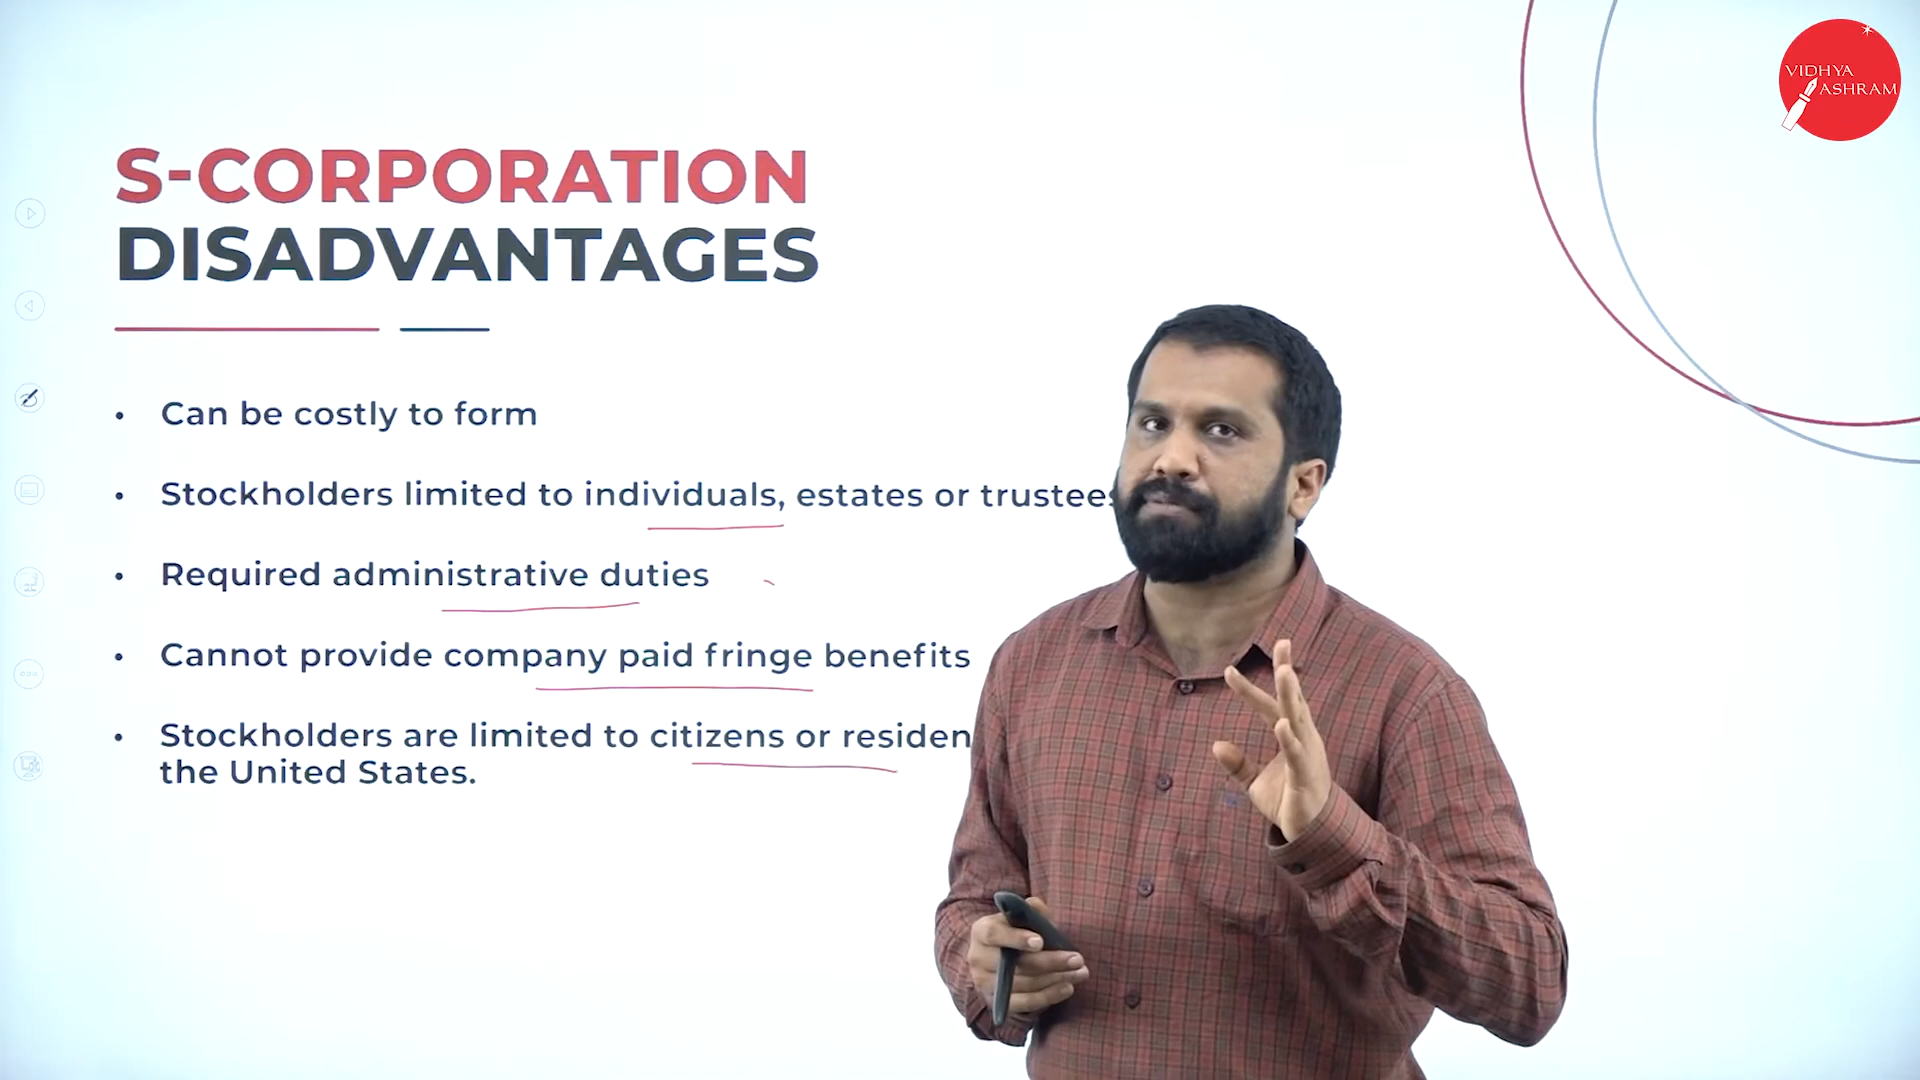 VIDHYA
ASHRAM
S-CORPORATION
DISADVANTAGES
• Can be costly to form
• Stockholders limited to individuals, estates or trustees
• Required administrative duties
• Cannot provide company paid fringe benefits
• Stockholders are limited to citizens or residen
the United States.